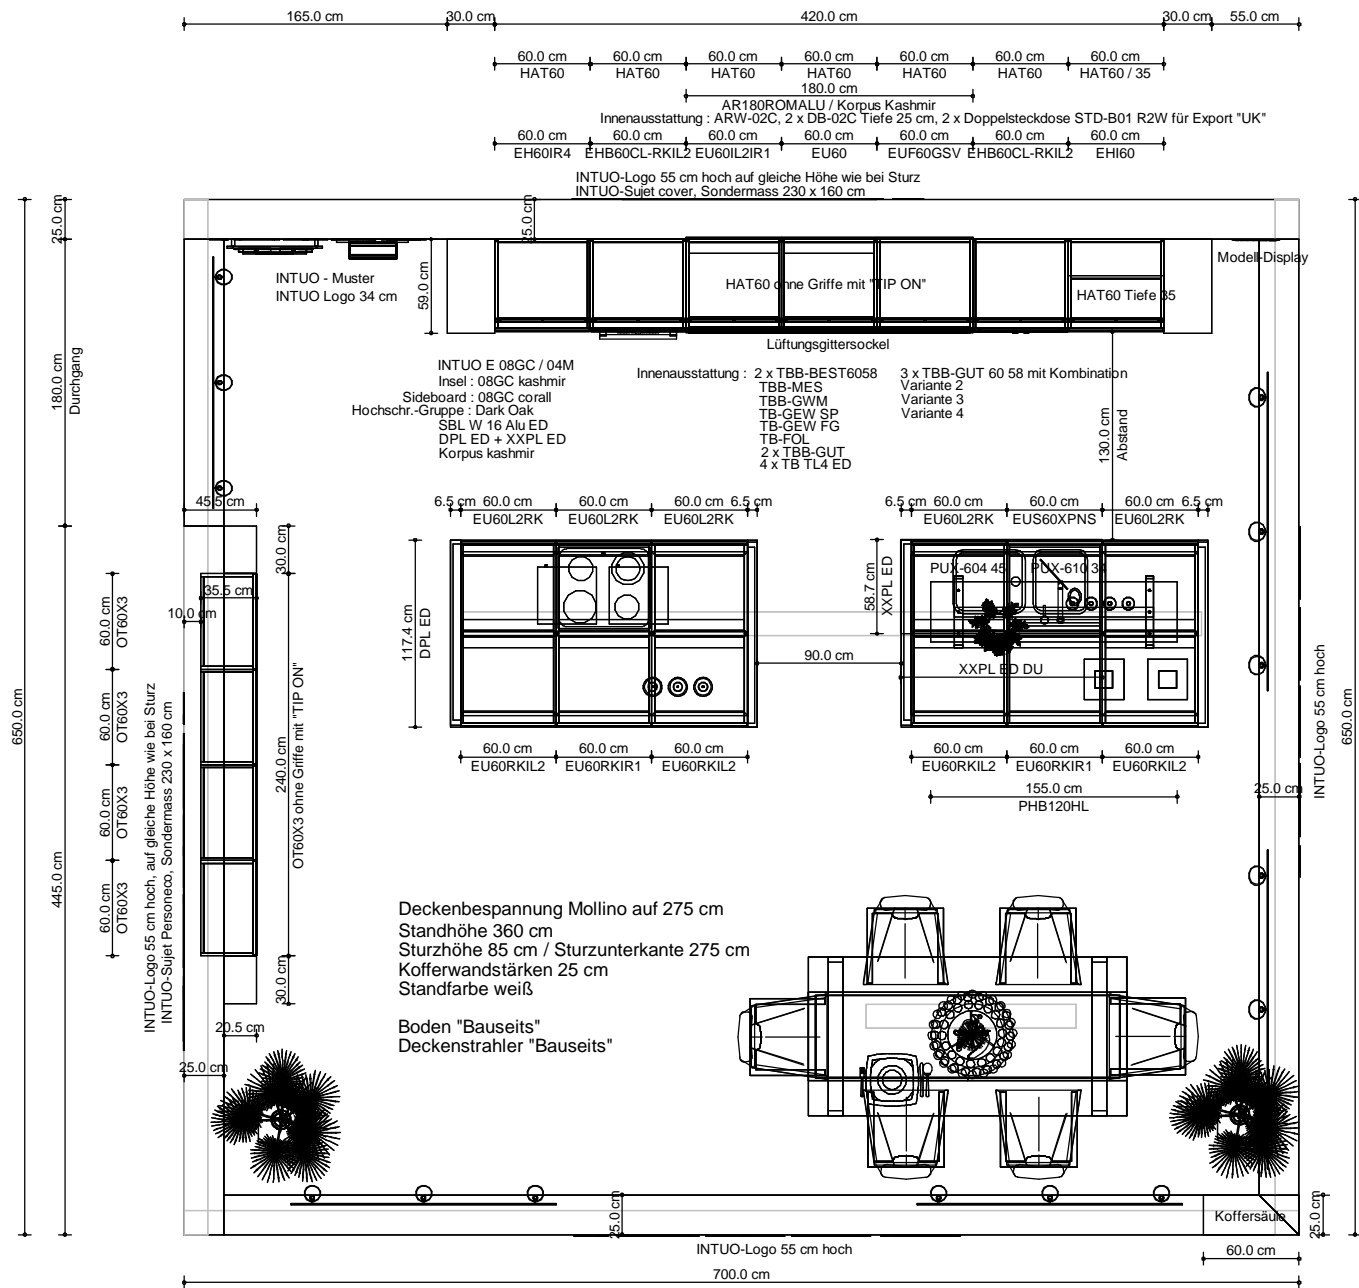 165.0 cm 30.0 cm 420.0 cm 30.0 cm 55.0 cm
60.0 cm 60.0 cm 60.0 cm 60.0 cm 60.0 cm 60.0 cm 60.0 cm
HAT60 HAT60 HAT60 HAT60 HAT60 HAT60 HAT60 / 35
180.0 cm
AR180ROMALU / Korpus Kashmir
Innenausstattung : ARW-02C, 2 x DB-02C Tiefe 25 cm, 2 x Doppelsteckdose STD-B01 R2W für Export "UK"
60.0 cm 60.0 cm 60.0 cm 60.0 cm 60.0 cm 60.0 cm 60.0 cm
EH60IR4 EHB60CL-RKIL2 EU60IL2IR1 EU60 EUF60GSV EHB60CL-RKIL2 EHI60
INTUO-Logo 55 cm hoch auf gleiche Höhe wie bei Sturz
INTUO-Sujet cover, Sondermass 230 x 160 cm
25.0 cm
25.0 cm
INTUO - Muster
INTUO Logo 34 cm
59.0 cm
HAT60 ohne Griffe mit "TIP ON"
HAT60 Tiefe 35
Modell-Display
Lüftungsgittersockel
180.0 cm
Durchgang
INTUO E 08GC / 04M
Insel : 08GC kashmir
Sideboard : 08GC corall
Hochschr.-Gruppe : Dark Oak
SBL W 16 Alu ED
DPL ED + XXPL ED
Korpus kashmir
Innenausstattung : 2 x TBB-BEST6058
TBB-MES
TBB-GWM
TB-GEW SP
TB-GEW FG
TB-FOL
2 x TBB-GUT
4 x TB TL4 ED
3 x TBB-GUT 60 58 mit Kombination
Variante 2
Variante 3
Variante 4
130.0 cm
Abstand
45.5 cm
6.5 cm 60.0 cm 60.0 cm 60.0 cm 6.5 cm
EU60L2RK EU60L2RK EU60L2RK
6.5 cm 60.0 cm 60.0 cm 60.0 cm 6.5 cm
EU60L2RK EUS60XPNS EU60L2RK
30.0 cm
35.5 cm
10.0 cm
117.4 cm
DPL ED
58.7 cm
XXPL ED
PUX-604 45
PUX-610 34
90.0 cm
XXPL ED DU
60.0 cm
OT60X3
60.0 cm
OT60X3
60.0 cm
OT60X3
60.0 cm
OT60X3
240.0 cm
OT60X3 ohne Griffe mit "TIP ON"
60.0 cm 60.0 cm 60.0 cm
EU60RKIL2 EU60RKIR1 EU60RKIL2
60.0 cm 60.0 cm 60.0 cm
EU60RKIL2 EU60RKIR1 EU60RKIL2
155.0 cm
PHB120HL
25.0 cm
INTUO-Logo 55 cm hoch
650.0 cm
650.0 cm
445.0 cm
INTUO-Logo 55 cm hoch, auf gleiche Höhe wie bei Sturz
INTUO-Sujet Personeco, Sondermass 230 x 160 cm
Deckenbespannung Mollino auf 275 cm
Standhöhe 360 cm
Sturzhöhe 85 cm / Sturzunterkante 275 cm
Kofferwandstärken 25 cm
Standfarbe weiß
Boden "Bauseits"
Deckenstrahler "Bauseits"
30.0 cm
20.5 cm
25.0 cm
25.0 cm
Koffersäule
25.0 cm
INTUO-Logo 55 cm hoch
60.0 cm
700.0 cm